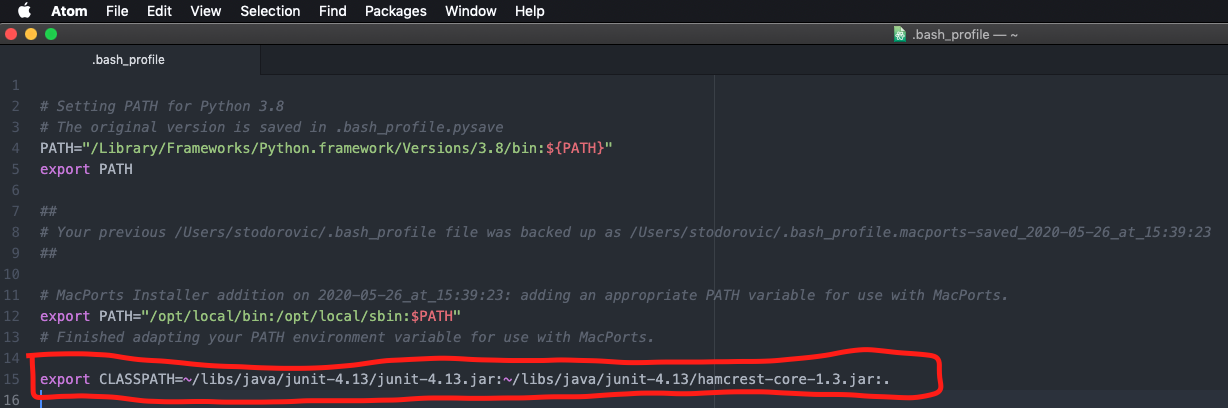 Atom File Edit View Selection Find Packages Window Help
.bash_profile — ~
.bash_profile
1
2 # Setting PATH for Python 3.8
3 # The original version is saved in .bash_profile.pysave
4 PATH="/Library/Frameworks/Python.framework/Versions/3.8/bin:${PATH}"
5 export PATH
6
7 ##
8 # Your previous /Users/stodorovic/.bash_profile file was backed up as /Users/stodorovic/.bash_profile.macports-saved_2020-05-26_at_15:39:23
9 ##
10
11 # MacPorts Installer addition on 2020-05-26_at_15:39:23: adding an appropriate PATH variable for use with MacPorts.
12 export PATH="/opt/local/bin:/opt/local/sbin:$PATH"
13 # Finished adapting your PATH environment variable for use with MacPorts.
14
15 export CLASSPATH=~/libs/java/junit-4.13/junit-4.13.jar:~/libs/java/junit-4.13/hamcrest-core-1.3.jar:.
16